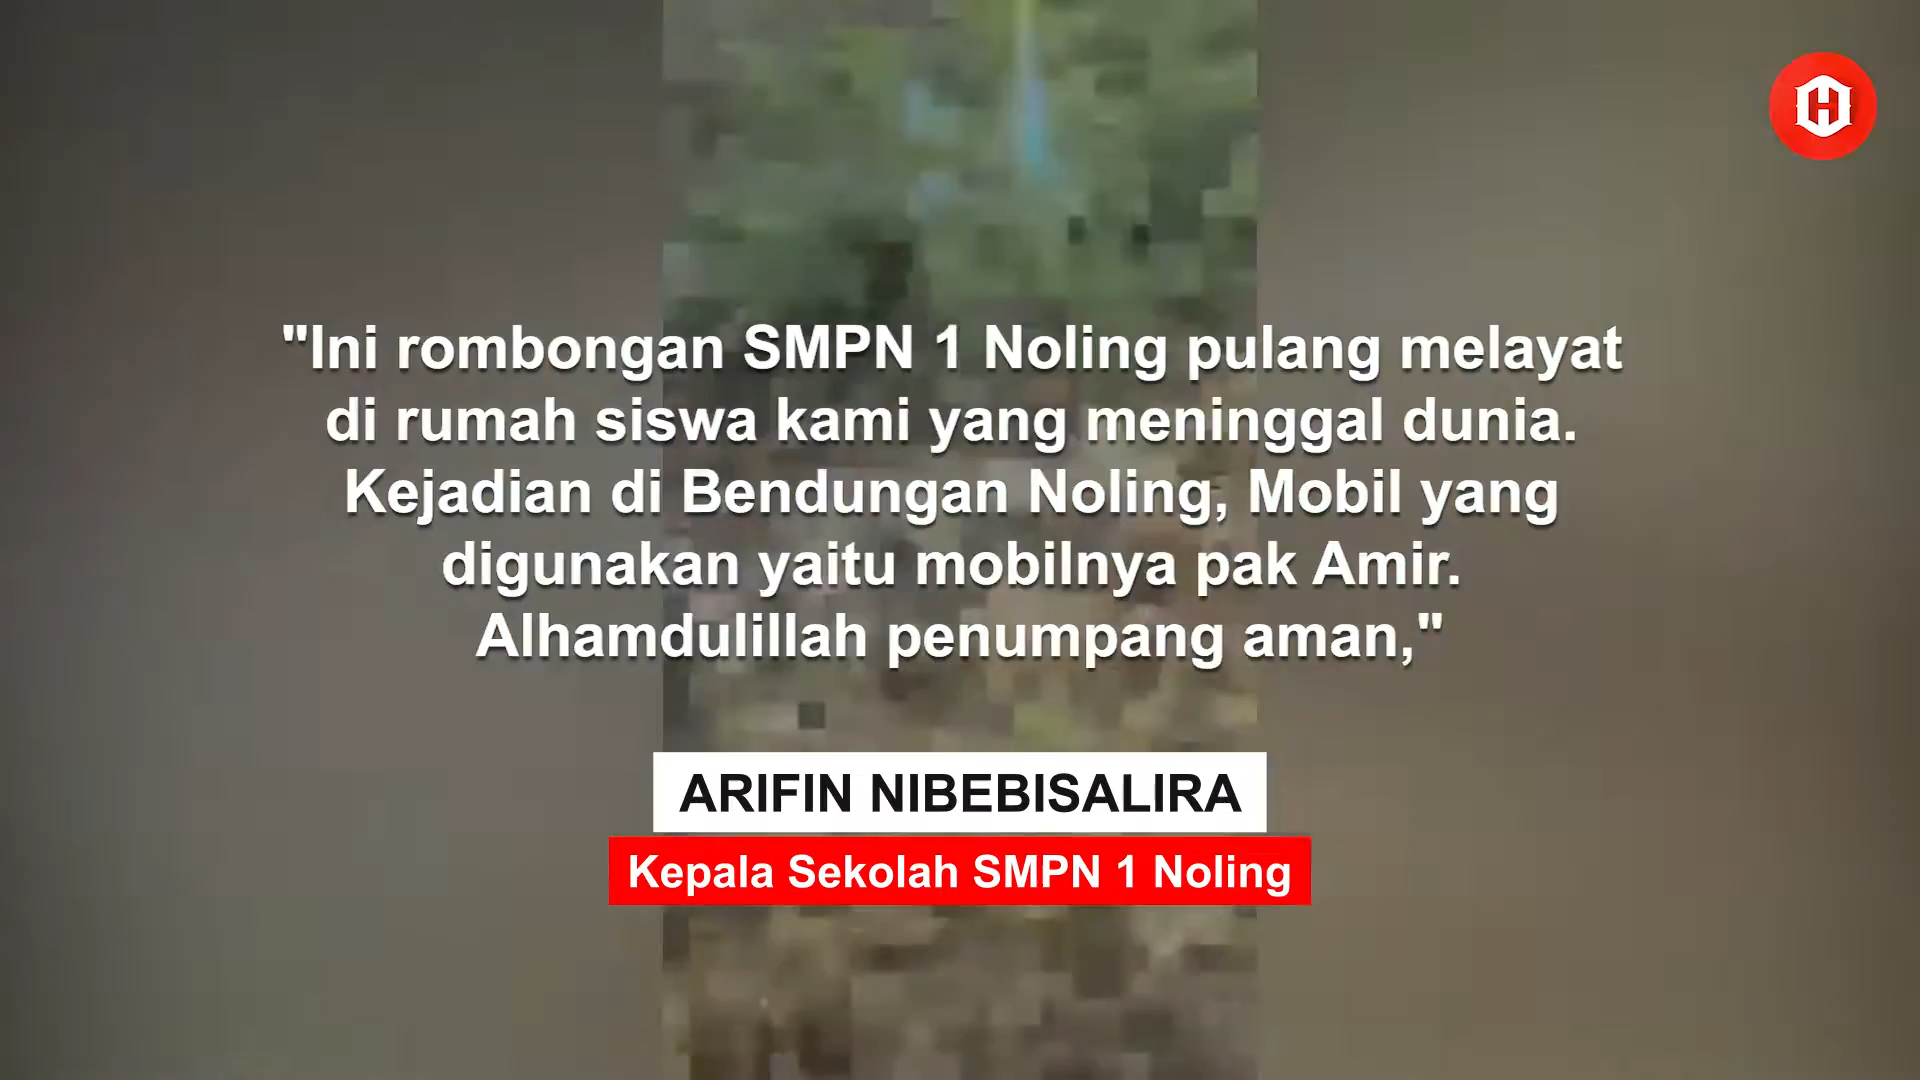 "Ini rombongan SMPN 1 Noling pulang melayat
di rumah siswa kami yang meninggal dunia.
Kejadian di Bendungan Noling, Mobil yang
digunakan yaitu mobilnya pak Amir.
Alhamdulillah penumpang aman,"
ARIFIN NIBEBISALIRA
Kepala Sekolah SMPN 1 Noling
H